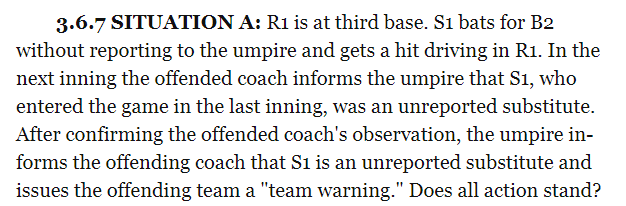 3.6.7 SITUATION A: R1 is at third base. S1 bats for B2
without reporting to the umpire and gets a hit driving in R1. In the
next inning the offended coach informs the umpire that S1, who
entered the game in the last inning, was an unreported substitute.
After confirming the offended coach's observation, the umpire in-
forms the offending coach that S1 is an unreported substitute and
issues the offending team a "team warning." Does all action stand?